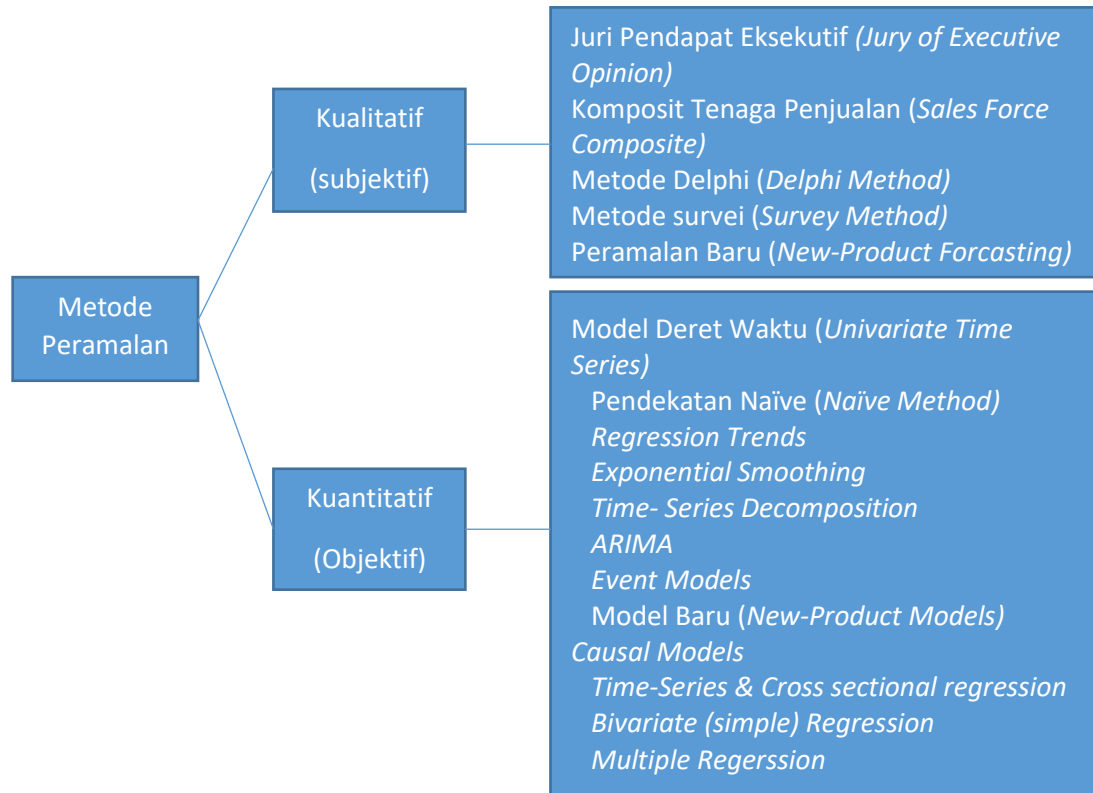 Metode
Peramalan
Kualitatif
(subjektif)
Juri Pendapat Eksekutif (Jury of Executive
Opinion)
Komposit Tenaga Penjualan (Sales Force
Composite)
Metode Delphi (Delphi Method)
Metode survei (Survey Method)
Peramalan Baru (New-Product Forcasting)
Kuantitatif
(Objektif)
Model Deret Waktu (Univariate Time
Series)
Pendekatan Naïve (Naïve Method)
Regression Trends
Exponential Smoothing
Time- Series Decomposition
ARIMA
Event Models
Model Baru (New-Product Models)
Causal Models
Time-Series & Cross sectional regression
Bivariate (simple) Regression
Multiple Regerssion